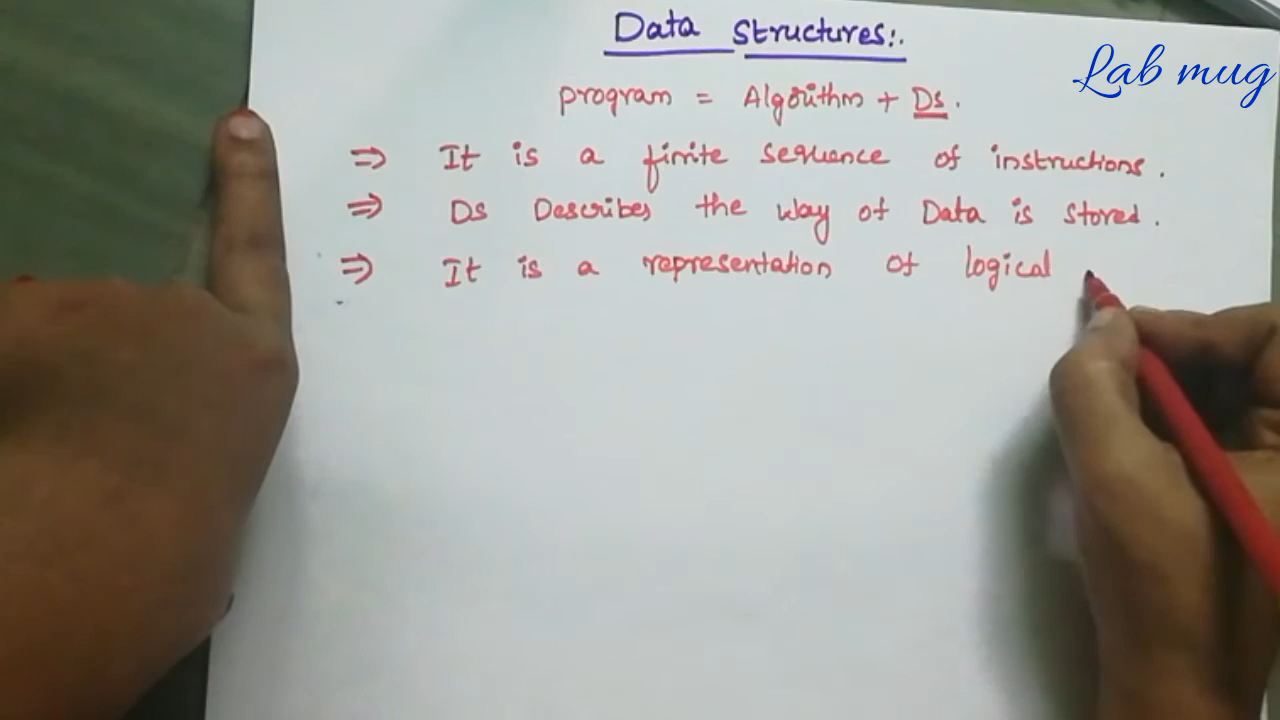 Data Structures:.
Lab mug
program = Algorithm + Ds.
⇒ It is a finite sequence of instructions.
⇒ Ds Describes the way of Data is stored.
⇒ It is a representation of logical